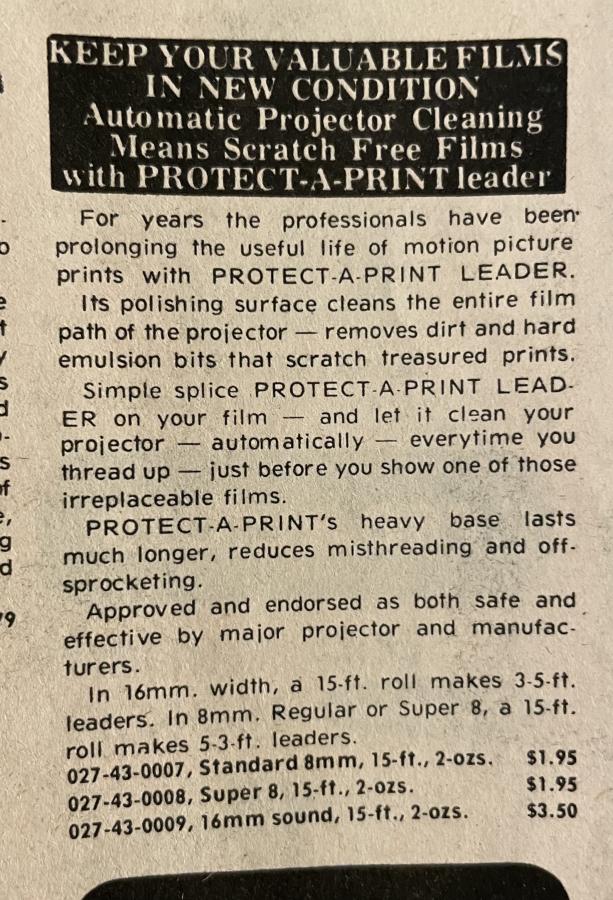 KEEP YOUR VALUABLE FILMS
IN NEW CONDITION
Automatic Projector Cleaning
Means Scratch Free Films
with PROTECT-A-PRINT leader
For years the professionals have been
prolonging the useful life of motion picture
prints with PROTECT-A-PRINT LEADER.
Its polishing surface cleans the entire film
path of the projector — removes dirt and hard
emulsion bits that scratch treasured prints.
Simple splice PROTECT-A-PRINT LEAD-
ER on your film — and let it clean your
projector — automatically — everytime you
thread up — just before you show one of those
irreplaceable films.
PROTECT-A-PRINT's heavy base lasts
much longer, reduces misthreading and off-
sprocketing.
Approved and endorsed as both safe and
effective by major projector and manufac-
turers.
In 16mm. width, a 15-ft. roll makes 3-5-ft.
leaders. In 8mm. Regular or Super 8, a 15-ft.
roll makes 5-3-ft. leaders.
027-43-0007, Standard 8mm, 15-ft., 2-ozs. $1.95
027-43-0008, Super 8, 15-ft., 2-ozs. $1.95
027-43-0009, 16mm sound, 15-ft., 2-ozs. $3.50